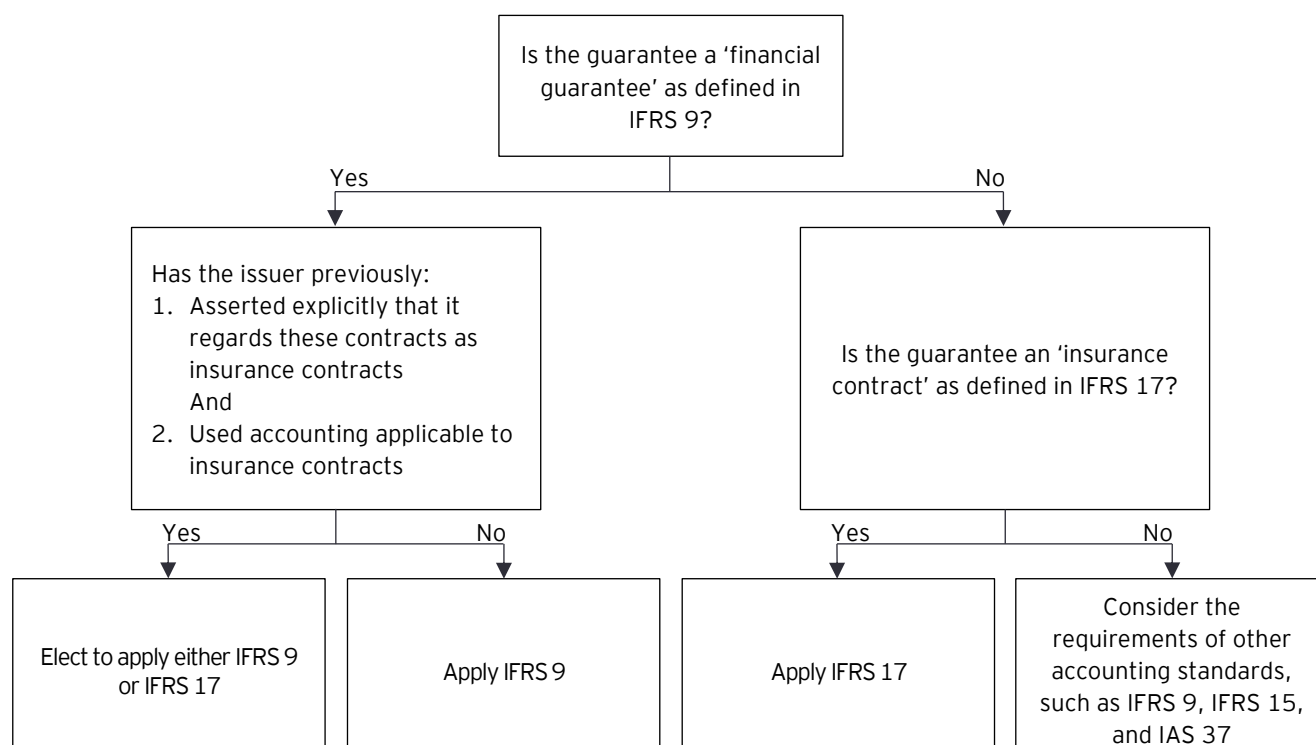 Is the guarantee a ‘financial
guarantee’ as defined in
IFRS 9?
Yes
No
Has the issuer previously:
1. Asserted explicitly that it
regards these contracts as
insurance contracts
And
2. Used accounting applicable to
insurance contracts
Is the guarantee an ‘insurance
contract’ as defined in IFRS 17?
Yes
No
Yes
No
Elect to apply either IFRS 9
or IFRS 17
Apply IFRS 9
Apply IFRS 17
Consider the
requirements of other
accounting standards,
such as IFRS 9, IFRS 15,
and IAS 37